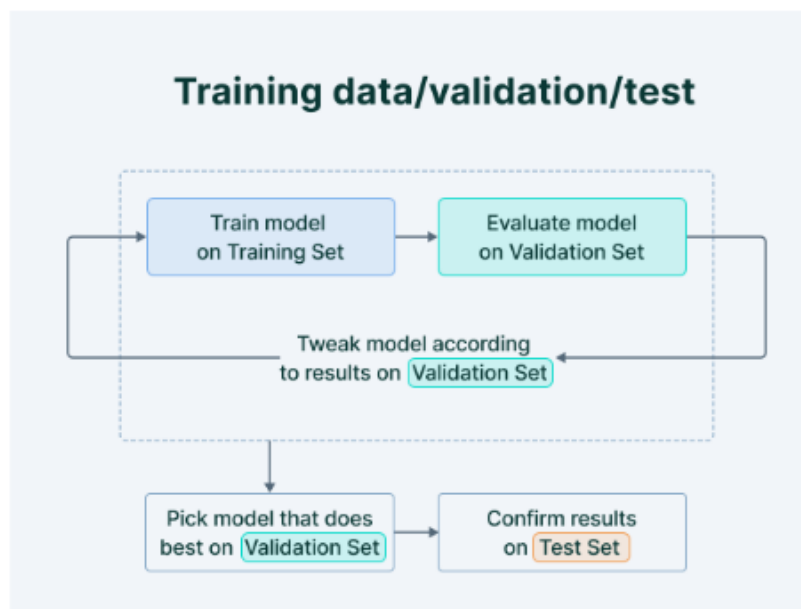 Training data/validation/test
Train model
on Training Set
Evaluate model
on Validation Set
Tweak model according
to results on Validation Set
Pick model that does
best on Validation Set
Confirm results
on Test Set